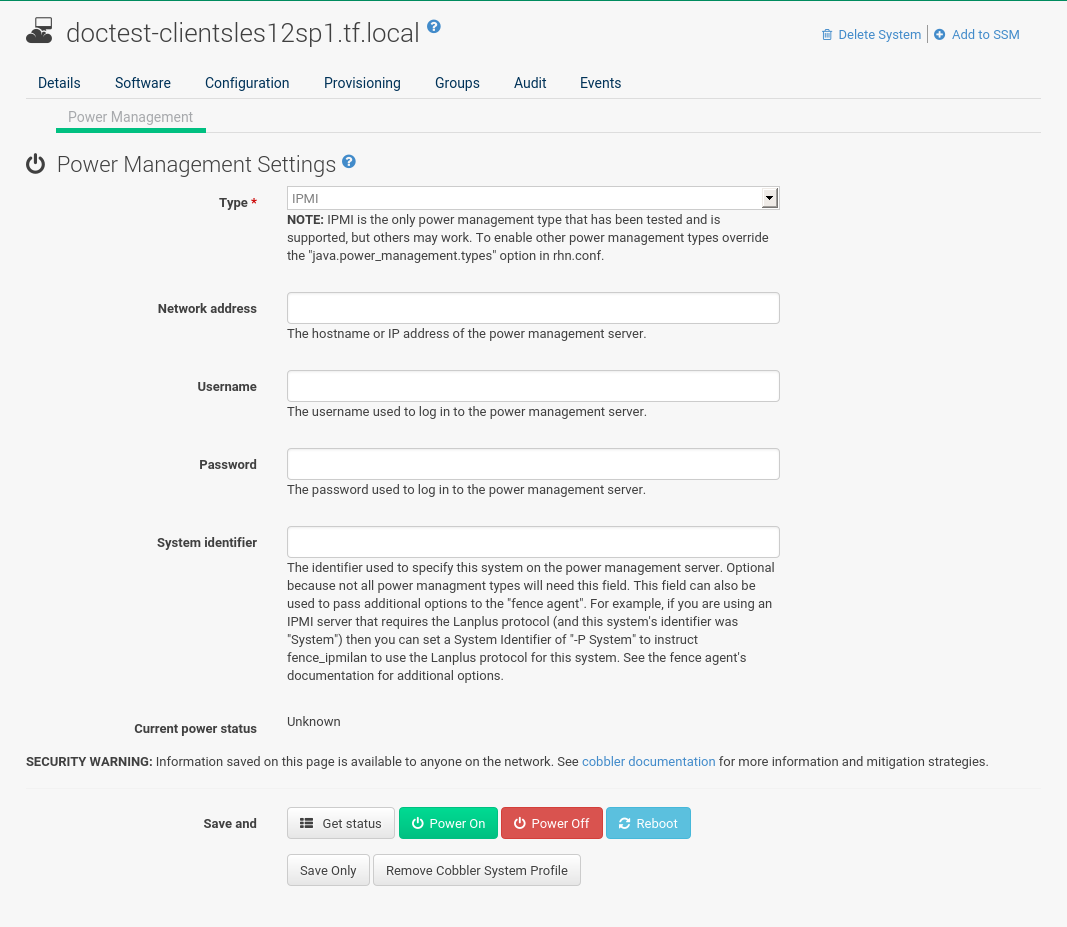 doctest-clientsles12sp1.tf.local ?
Delete System | Add to SSM
Details Software Configuration Provisioning Groups Audit Events
Power Management
Power Management Settings ?
Type * IPMI
NOTE: IPMI is the only power management type that has been tested and is
supported, but others may work. To enable other power management types override
the "java.power_management.types" option in rhn.conf.
Network address
The hostname or IP address of the power management server.
Username
The username used to log in to the power management server.
Password
The password used to log in to the power management server.
System identifier
The identifier used to specify this system on the power management server. Optional
because not all power managment types will need this field. This field can also be
used to pass additional options to the "fence agent". For example, if you are using an
IPMI server that requires the Lanplus protocol (and this system's identifier was
"System") then you can set a System Identifier of "-P System" to instruct
fence_ipmilan to use the Lanplus protocol for this system. See the fence agent's
documentation for additional options.
Current power status Unknown
SECURITY WARNING: Information saved on this page is available to anyone on the network. See cobbler documentation for more information and mitigation strategies.
Save and Get status Power On Power Off Reboot
Save Only Remove Cobbler System Profile